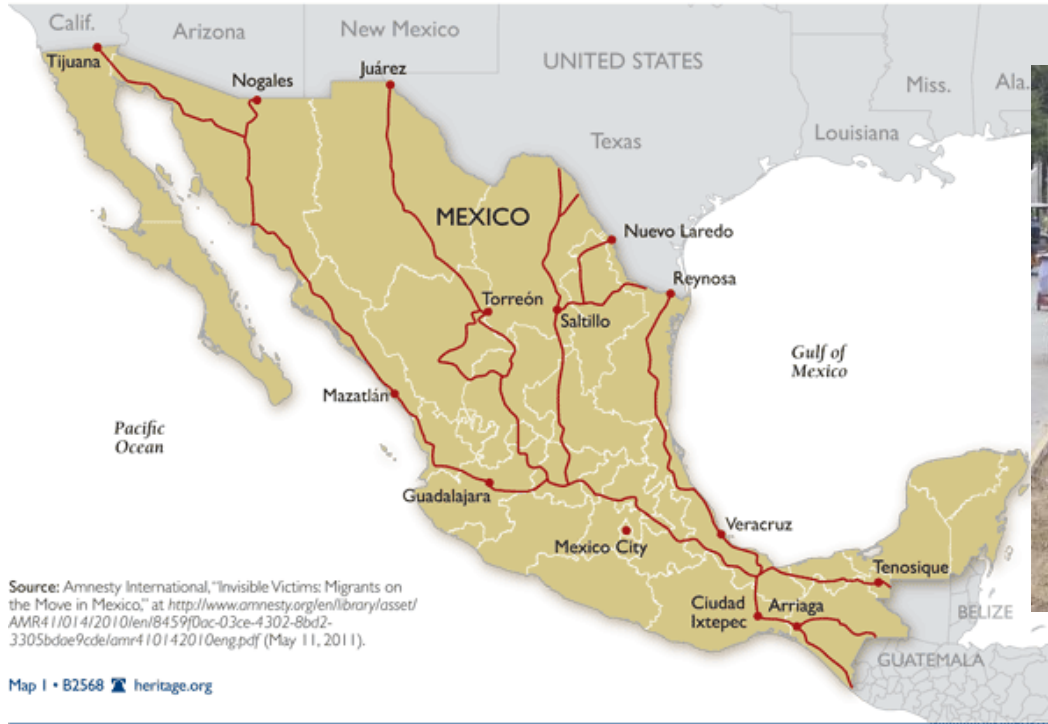 Calif.
Arizona
New Mexico
UNITED STATES
Tijuana
Nogales
Juárez
Miss.
Ala.
Texas
Louisiana
MEXICO
Nuevo Laredo
Reynosa
Torreón
Saltillo
Gulf of
Mexico
Mazatlán
Pacific
Ocean
Guadalajara
Veracruz
Mexico City
Tenosique
Ciudad
Ixtepec
Arriaga
BELIZE
GUATEMALA
Source: Amnesty International, "Invisible Victims: Migrants on
the Move in Mexico," at http://www.amnesty.org/en/library/asset/
AMR41/014/2010/en/8459f0ac-03ce-4302-8bd2-
3305bdae9cde/amr410142010eng.pdf (May 11, 2011).
Map 1 • B2568 heritage.org